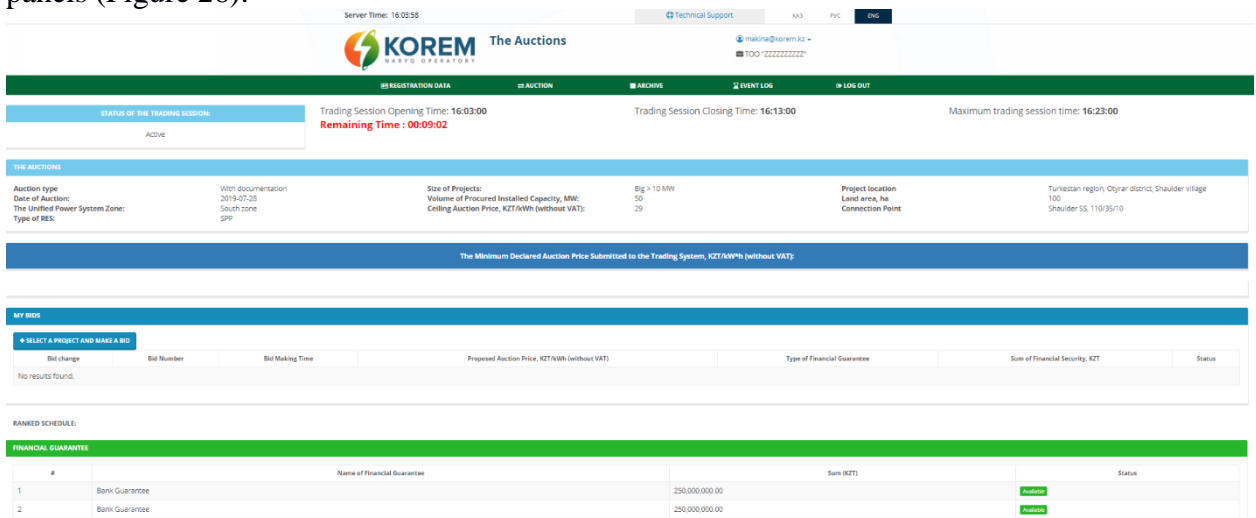 panels (Figure 28).
Server Time: 16:03:58 Technical Support ҚАЗ РУС ENG
KOREM
NARYQ OPERATORY
The Auctions
makina@korem.kz
ТОО "ZZZZZZZZZZ"
REGISTRATION DATA AUCTION ARCHIVE EVENT LOG LOG OUT
STATUS OF THE TRADING SESSION:
Active
Trading Session Opening Time: 16:03:00 Trading Session Closing Time: 16:13:00 Maximum trading session time: 16:23:00
Remaining Time : 00:09:02
THE AUCTIONS
Auction type With documentation Size of Projects: Big > 10 MW Project location Turkestan region, Otyrar district, Shaulder village
Date of Auction: 2019-07-28 Volume of Procured Installed Capacity, MW: 50 Land area, ha 100
The Unified Power System Zone: South zone Ceiling Auction Price, KZT/kWh (without VAT): 29 Connection Point Shaulder SS, 110/35/10
Type of RES: SPP
The Minimum Declared Auction Price Submitted to the Trading System, KZT/kW*h (without VAT):
MY BIDS
+ SELECT A PROJECT AND MAKE A BID
Bid change Bid Number Bid Making Time Proposed Auction Price, KZT/kWh (without VAT) Type of Financial Guarantee Sum of Financial Security, KZT Status
No results found.
RANKED SCHEDULE:
FINANCIAL GUARANTEE
# Name of Financial Guarantee Sum (KZT) Status
1 Bank Guarantee 250,000,000.00 Available
2 Bank Guarantee 250,000,000.00 Available